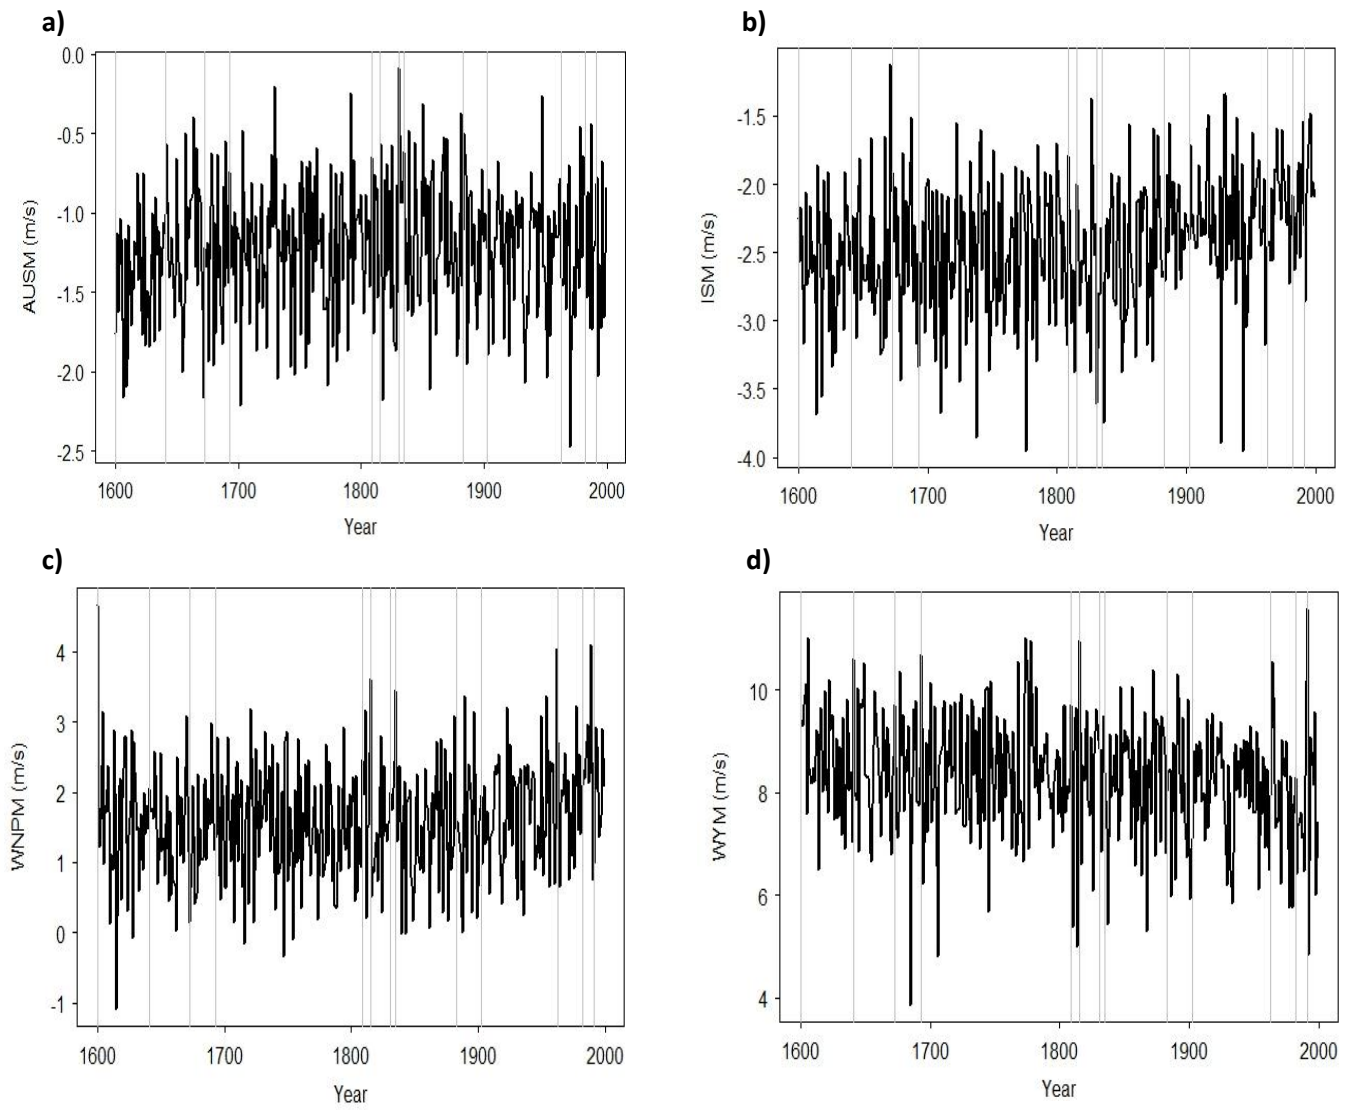 a)
0.0
-0.5
-1.0
-1.5
-2.0
-2.5
AUSM (m/s)
1600 1700 1800 1900 2000
Year
b)
-1.5
-2.0
-2.5
-3.0
-3.5
-4.0
ISM (m/s)
1600 1700 1800 1900 2000
Year
c)
4
3
2
1
0
-1
WNPM (m/s)
1600 1700 1800 1900 2000
Year
d)
10
8
6
4
WYM (m/s)
1600 1700 1800 1900 2000
Year